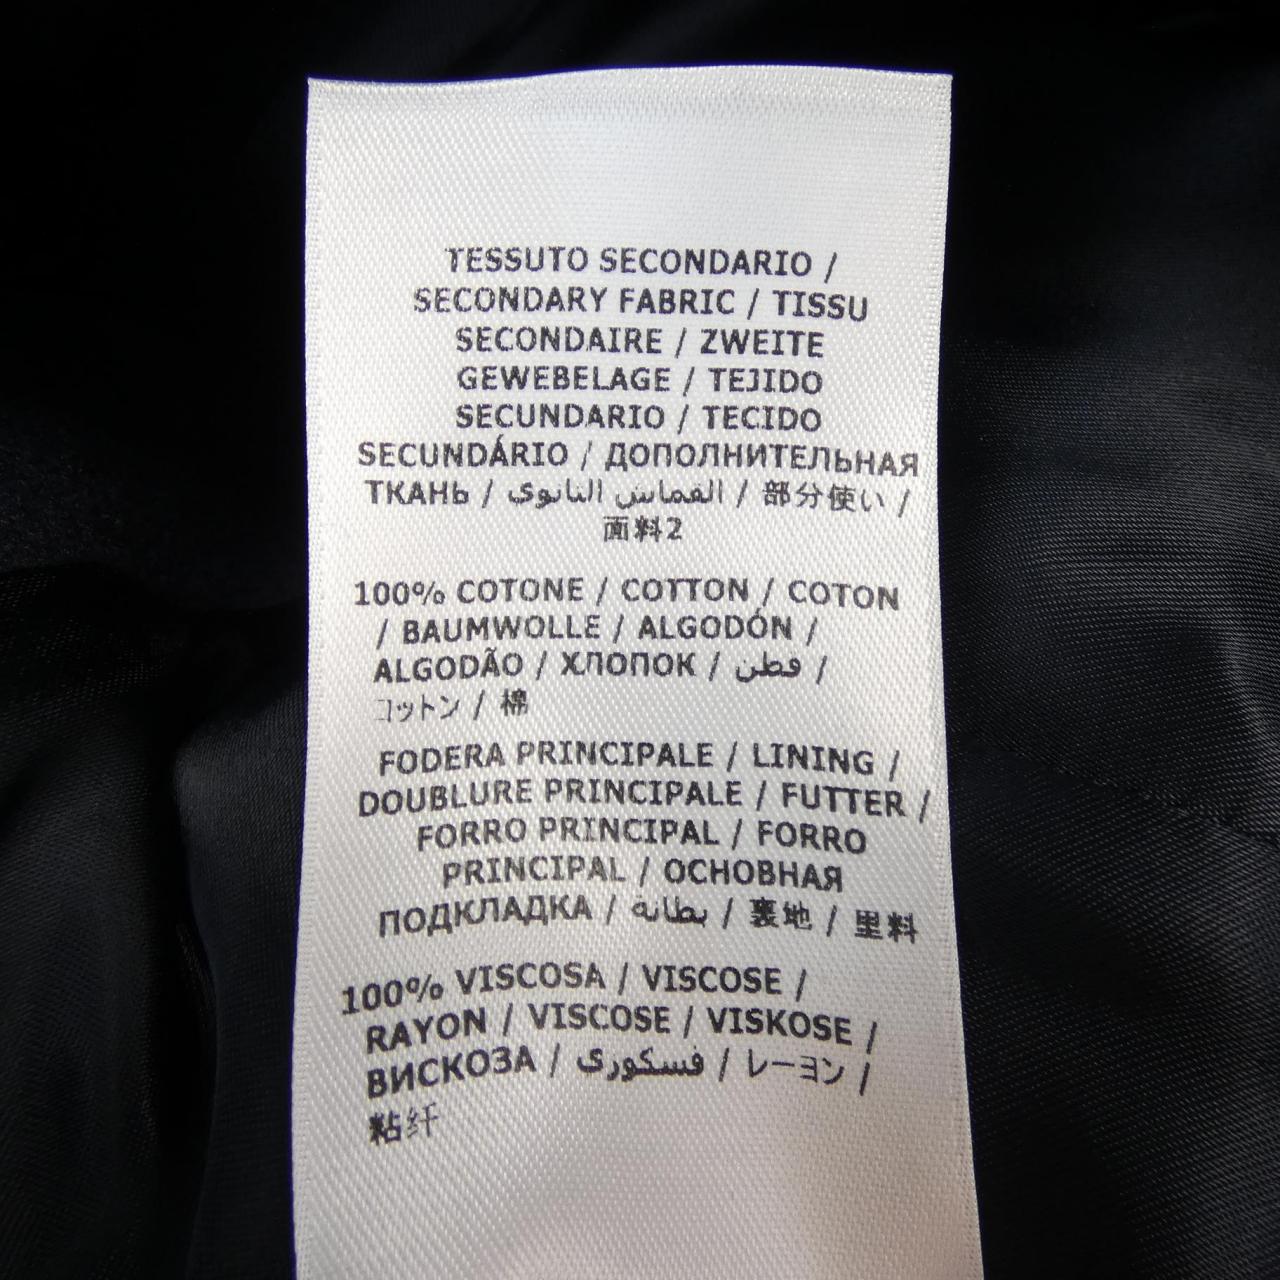 TESSUTO SECONDARIO /
SECONDARY FABRIC / TISSU
SECONDAIRE / ZWEITE
GEWEBELAGE / TEJIDO
SECUNDARIO / TECIDO
SECUNDÁRIO / ДОПОЛНИТЕЛЬНАЯ
ТКАНЬ / القماش الثانوي / 部分使い /
面料2
100% COTONE / COTTON / COTON
/ BAUMWOLLE / ALGODÓN /
ALGODÃO / ХЛОПОК / قطن /
コットン / 棉
FODERA PRINCIPALE / LINING /
DOUBLURE PRINCIPALE / FUTTER /
FORRO PRINCIPAL / FORRO
PRINCIPAL / ОСНОВНАЯ
ПОДКЛАДКА / بطانة / 裏地 / 里料
100% VISCOSA / VISCOSE /
RAYON / VISCOSE / VISKOSE /
ВИСКОЗА / فسكوري / レーヨン /
粘纤